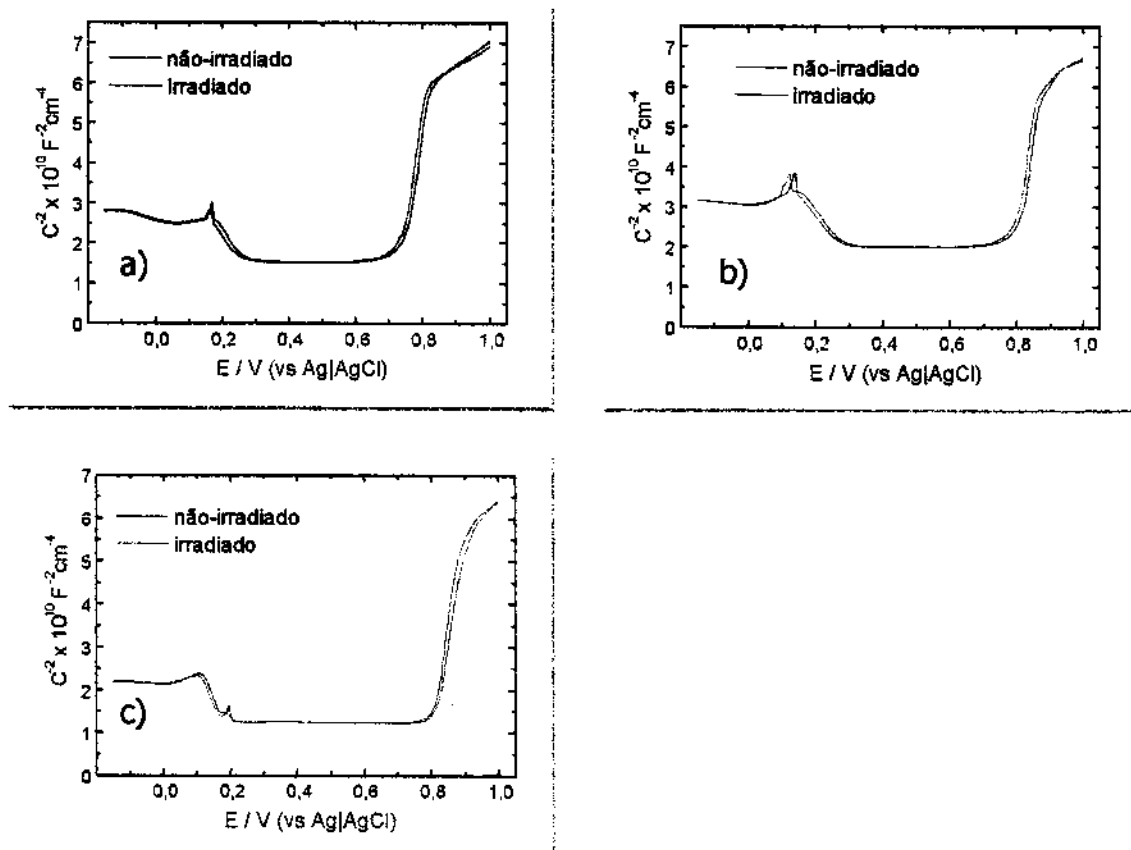 7
6
5
4
3
2
1
0
C⁻² x 10¹⁰ F⁻²cm⁻⁴
não-irradiado
irradiado
a)
0,0 0,2 0,4 0,6 0,8 1,0
E / V (vs Ag|AgCl)
7
6
5
4
3
2
1
0
C⁻² x 10¹⁰ F⁻²cm⁻⁴
não-irradiado
irradiado
b)
0,0 0,2 0,4 0,6 0,8 1,0
E / V (vs Ag|AgCl)
7
6
5
4
3
2
1
0
C⁻² x 10¹⁰ F⁻²cm⁻⁴
não-irradiado
irradiado
c)
0,0 0,2 0,4 0,6 0,8 1,0
E / V (vs Ag|AgCl)